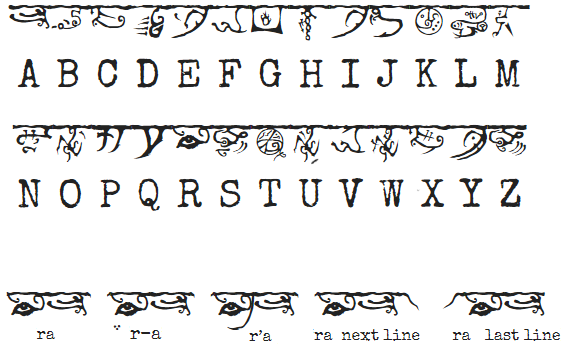 A B C D E F G H I J K L M
N O P Q R S T U V W X Y Z
ra r-a r'a ra next line ra last line